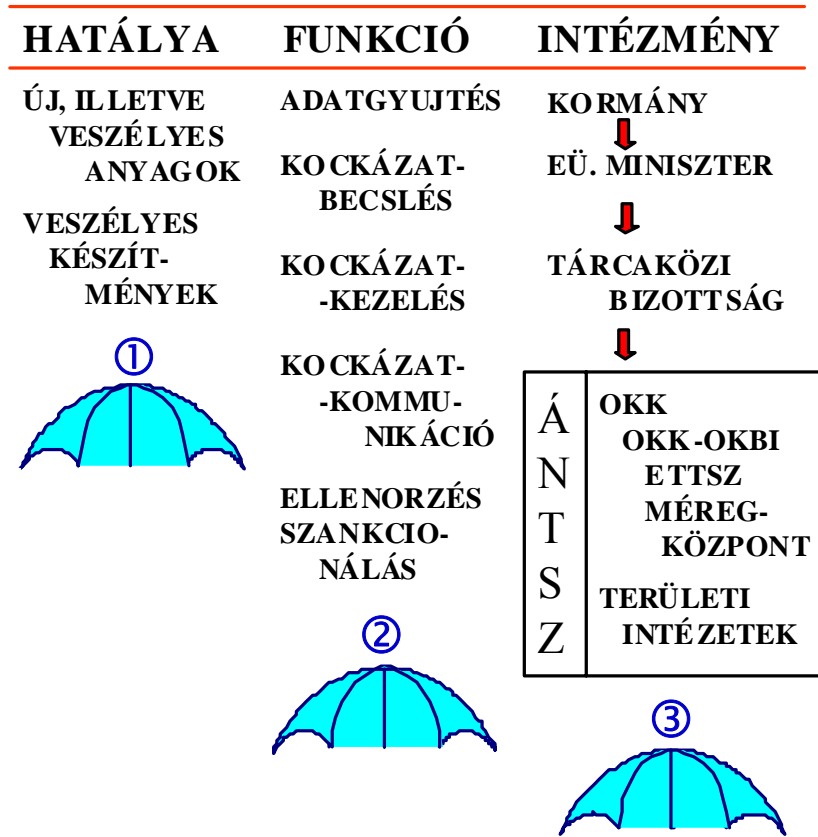 HATÁLYA
ÚJ, ILLETVE
VESZÉLYES
ANYAGOK
VESZÉLYES
KÉSZÍT-
MÉNYEK
①
FUNKCIÓ
ADATGYUJTÉS
KOCKÁZAT-
BECSLÉS
KOCKÁZAT-
-KEZELÉS
KOCKÁZAT-
-KOMMU-
NIKÁCIÓ
ELLENORZÉS
SZANKCIO-
NÁLÁS
②
INTÉZMÉNY
KORMÁNY
EÜ. MINISZTER
TÁRCAKÖZI
BIZOTTSÁG
Á
N
T
S
Z
OKK
OKK-OKBI
ETTSZ
MÉREG-
KÖZPONT
TERÜLETI
INTÉZETEK
③